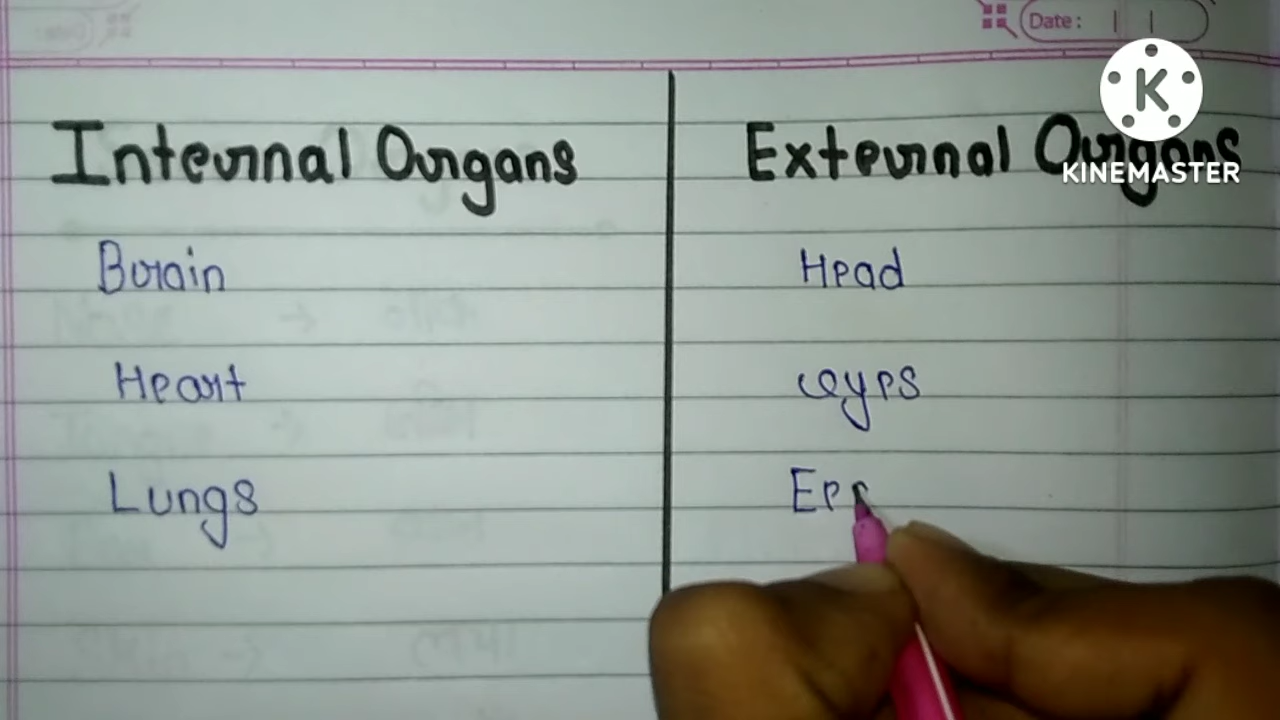 Date:
K
KINEMASTER
Internal Organs
External Organs
Brain
Head
Heart
eyes
Lungs